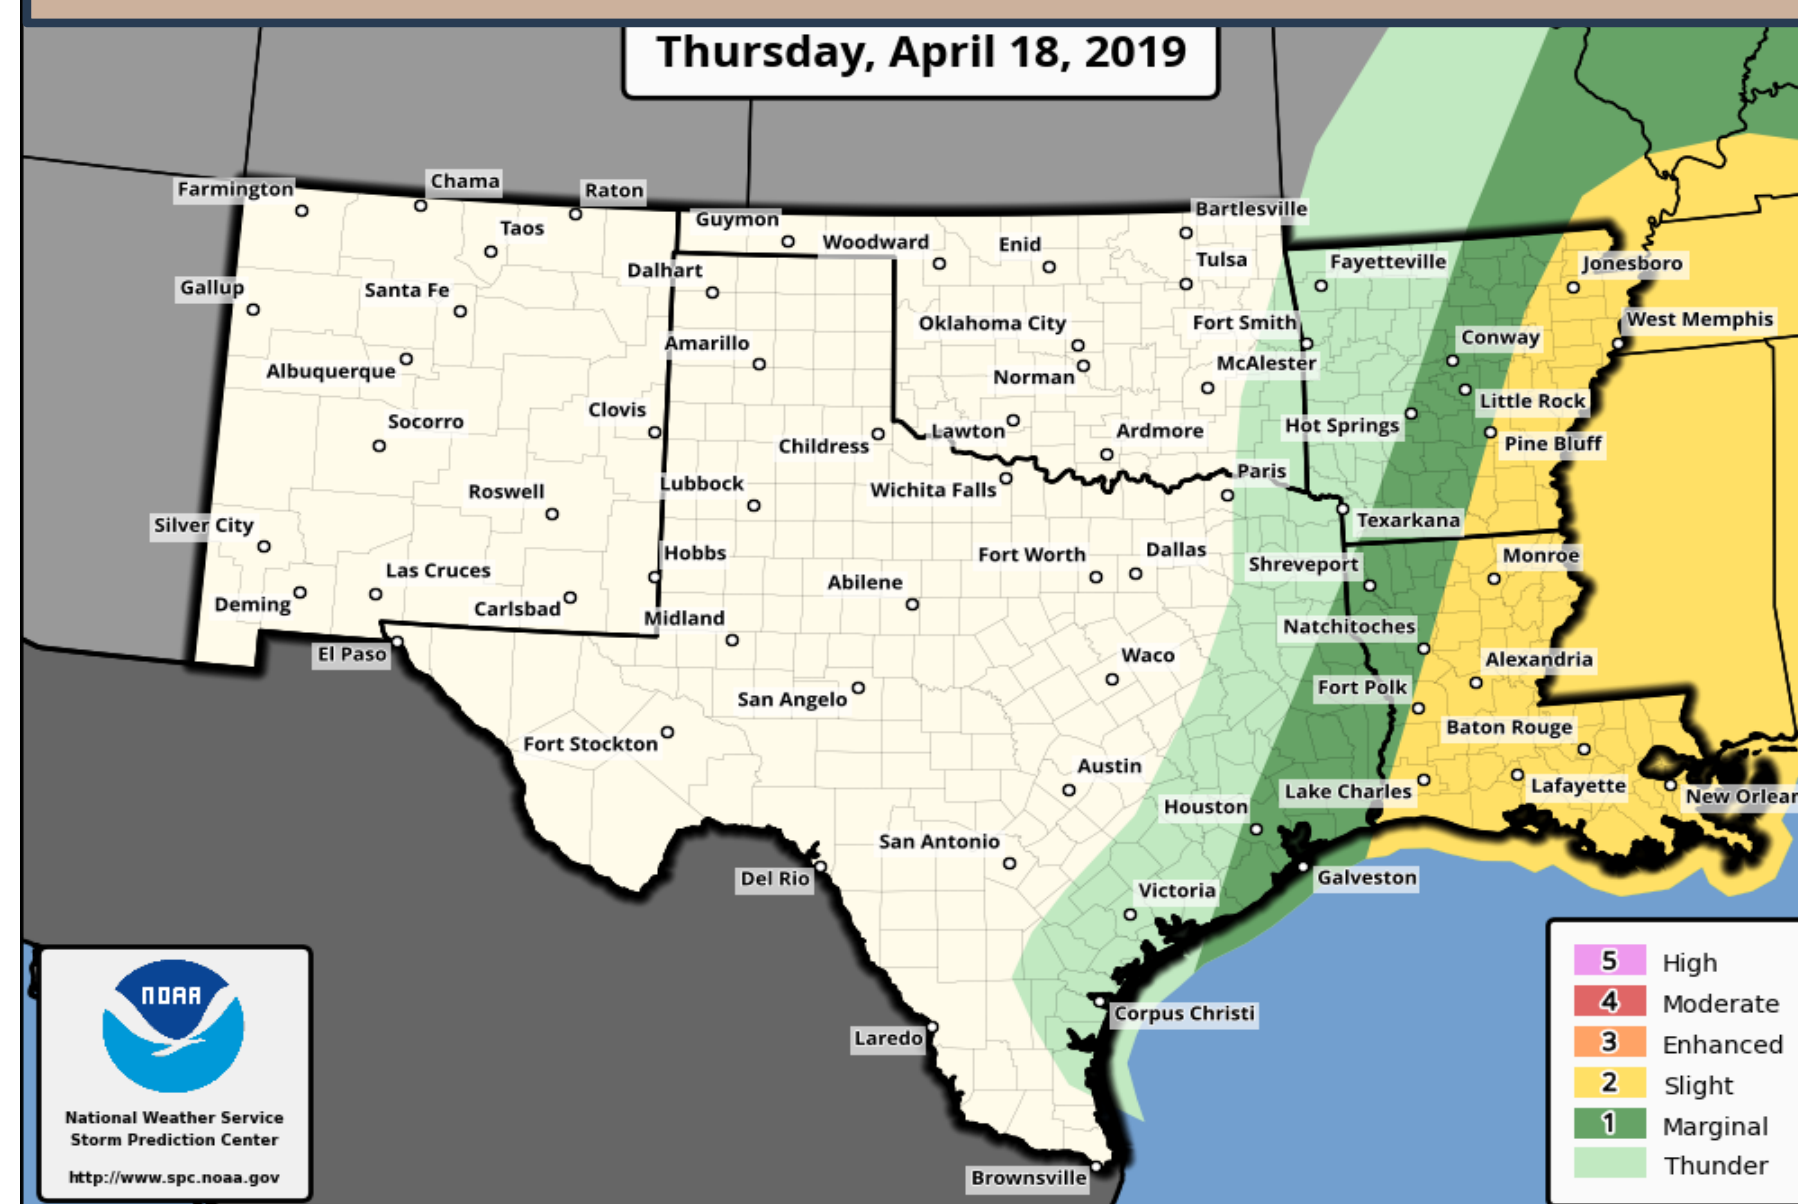 Thursday, April 18, 2019
Farmington
Chama
Raton
Taos
Guymon
Woodward
Enid
Bartlesville
Tulsa
Fayetteville
Jonesboro
Gallup
Santa Fe
Dalhart
Oklahoma City
Fort Smith
West Memphis
Conway
Albuquerque
Amarillo
Norman
McAlester
Little Rock
Socorro
Clovis
Childress
Lawton
Ardmore
Hot Springs
Pine Bluff
Roswell
Lubbock
Wichita Falls
Paris
Texarkana
Silver City
Las Cruces
Hobbs
Fort Worth
Dallas
Shreveport
Monroe
Deming
Carlsbad
Abilene
Midland
Natchitoches
El Paso
Waco
Alexandria
San Angelo
Fort Polk
Fort Stockton
Baton Rouge
Austin
Lake Charles
Lafayette
New Orlean
Houston
San Antonio
Del Rio
Victoria
Galveston
Corpus Christi
Laredo
Brownsville
NOAA
National Weather Service
Storm Prediction Center
http://www.spc.noaa.gov
5 High
4 Moderate
3 Enhanced
2 Slight
1 Marginal
Thunder